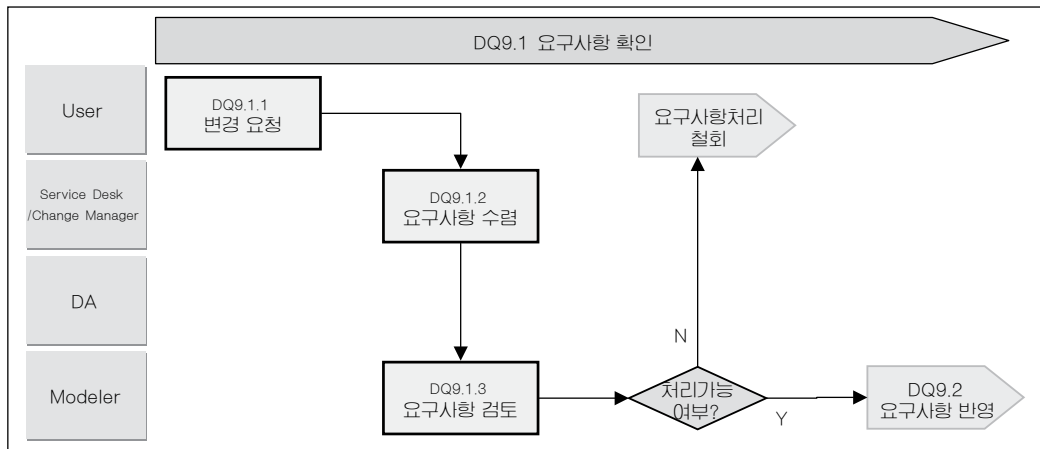 DQ9.1 요구사항 확인
User
DQ9.1.1
변경 요청
요구사항처리
철회
Service Desk
/Change Manager
DQ9.1.2
요구사항 수렴
DA
N
Modeler
DQ9.1.3
요구사항 검토
처리가능
여부?
Y
DQ9.2
요구사항 반영